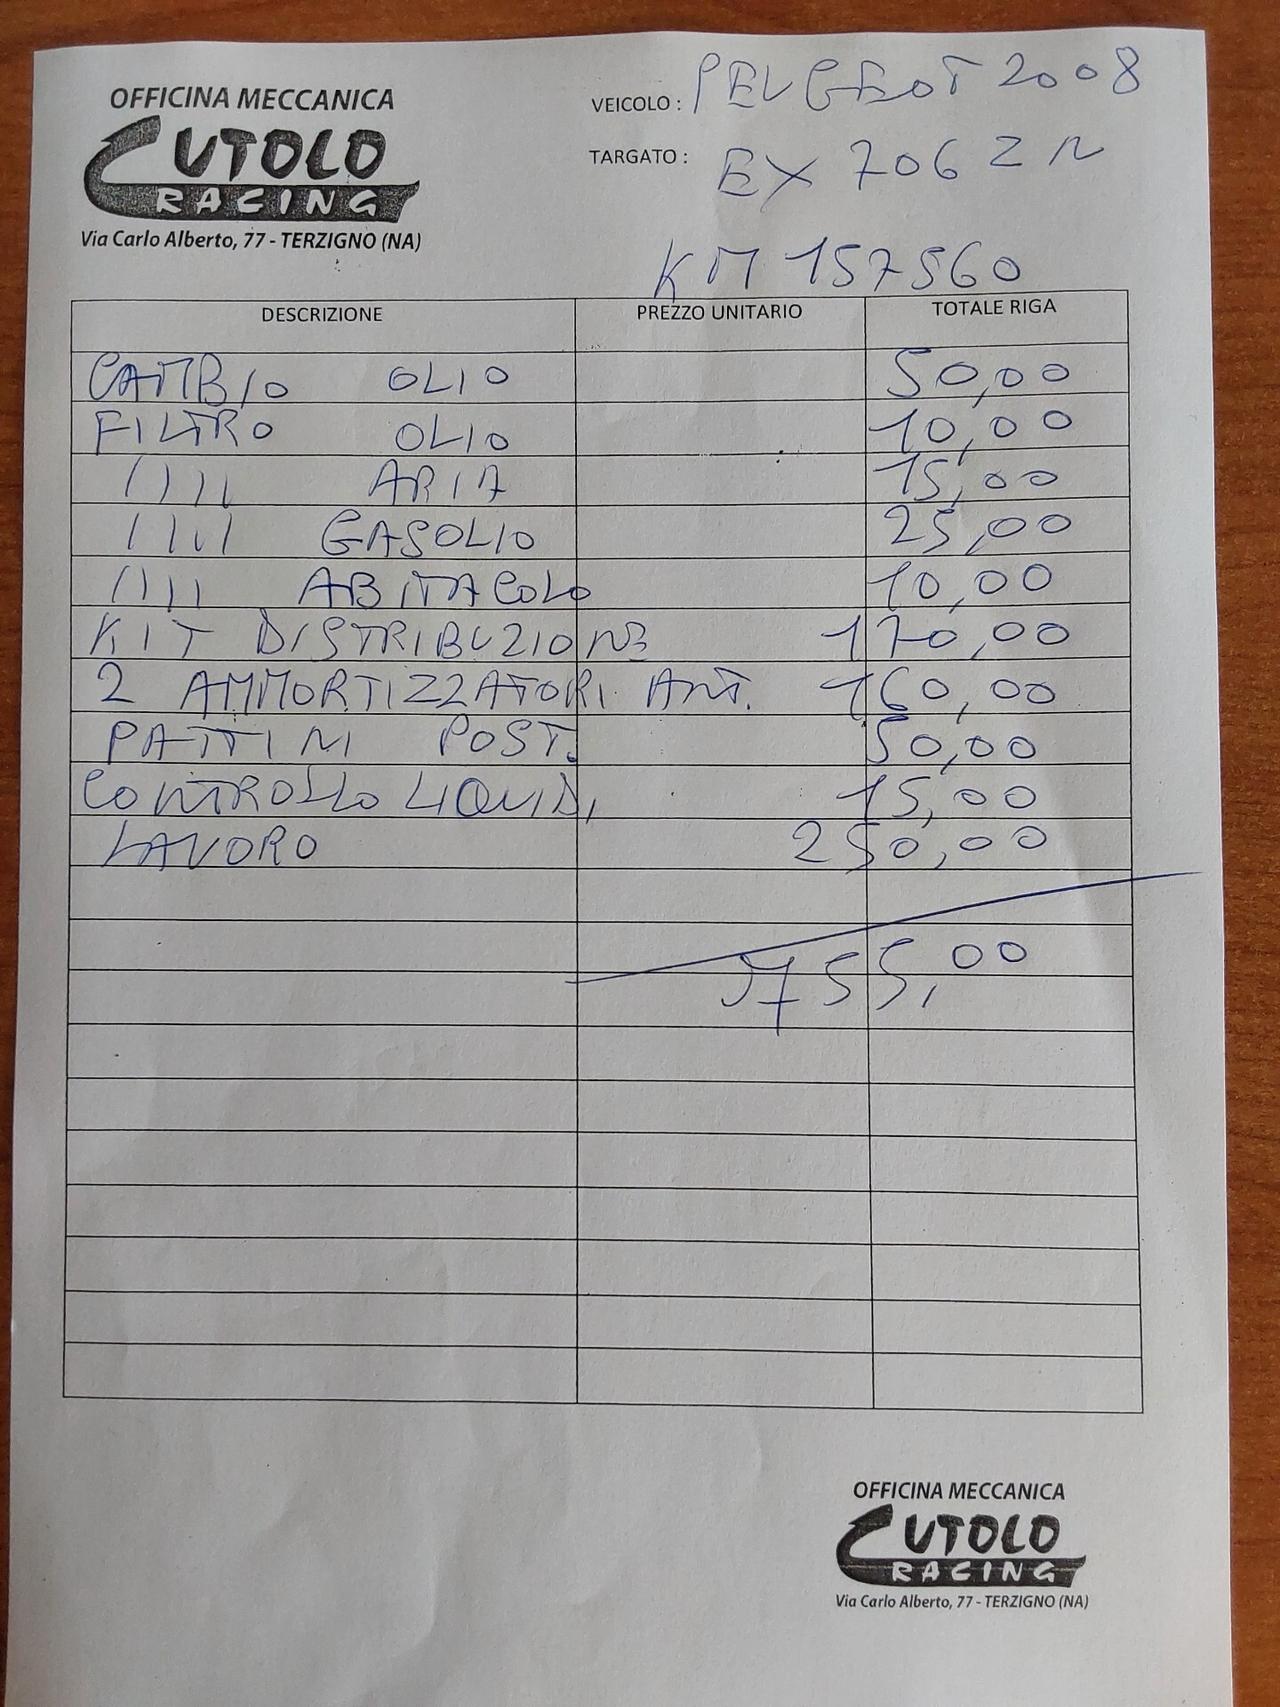 OFFICINA MECCANICA
CUTOLO
RACING
Via Carlo Alberto, 77 - TERZIGNO (NA)
VEICOLO : PEUGEOT 2008
TARGATO : EX 706 ZN
KM 157560
DESCRIZIONE PREZZO UNITARIO TOTALE RIGA
CAMBIO OLIO 50,00
FILTRO OLIO 10,00
//// ARIA 15,00
//// GASOLIO 25,00
//// ABITACOLO 10,00
KIT DISTRIBUZIONE 170,00
2 AMMORTIZZATORI ANT. 160,00
PATTINI POST. 50,00
CONTROLLO LIQUIDI 15,00
LAVORO 250,00
755,00
OFFICINA MECCANICA
CUTOLO
RACING
Via Carlo Alberto, 77 - TERZIGNO (NA)